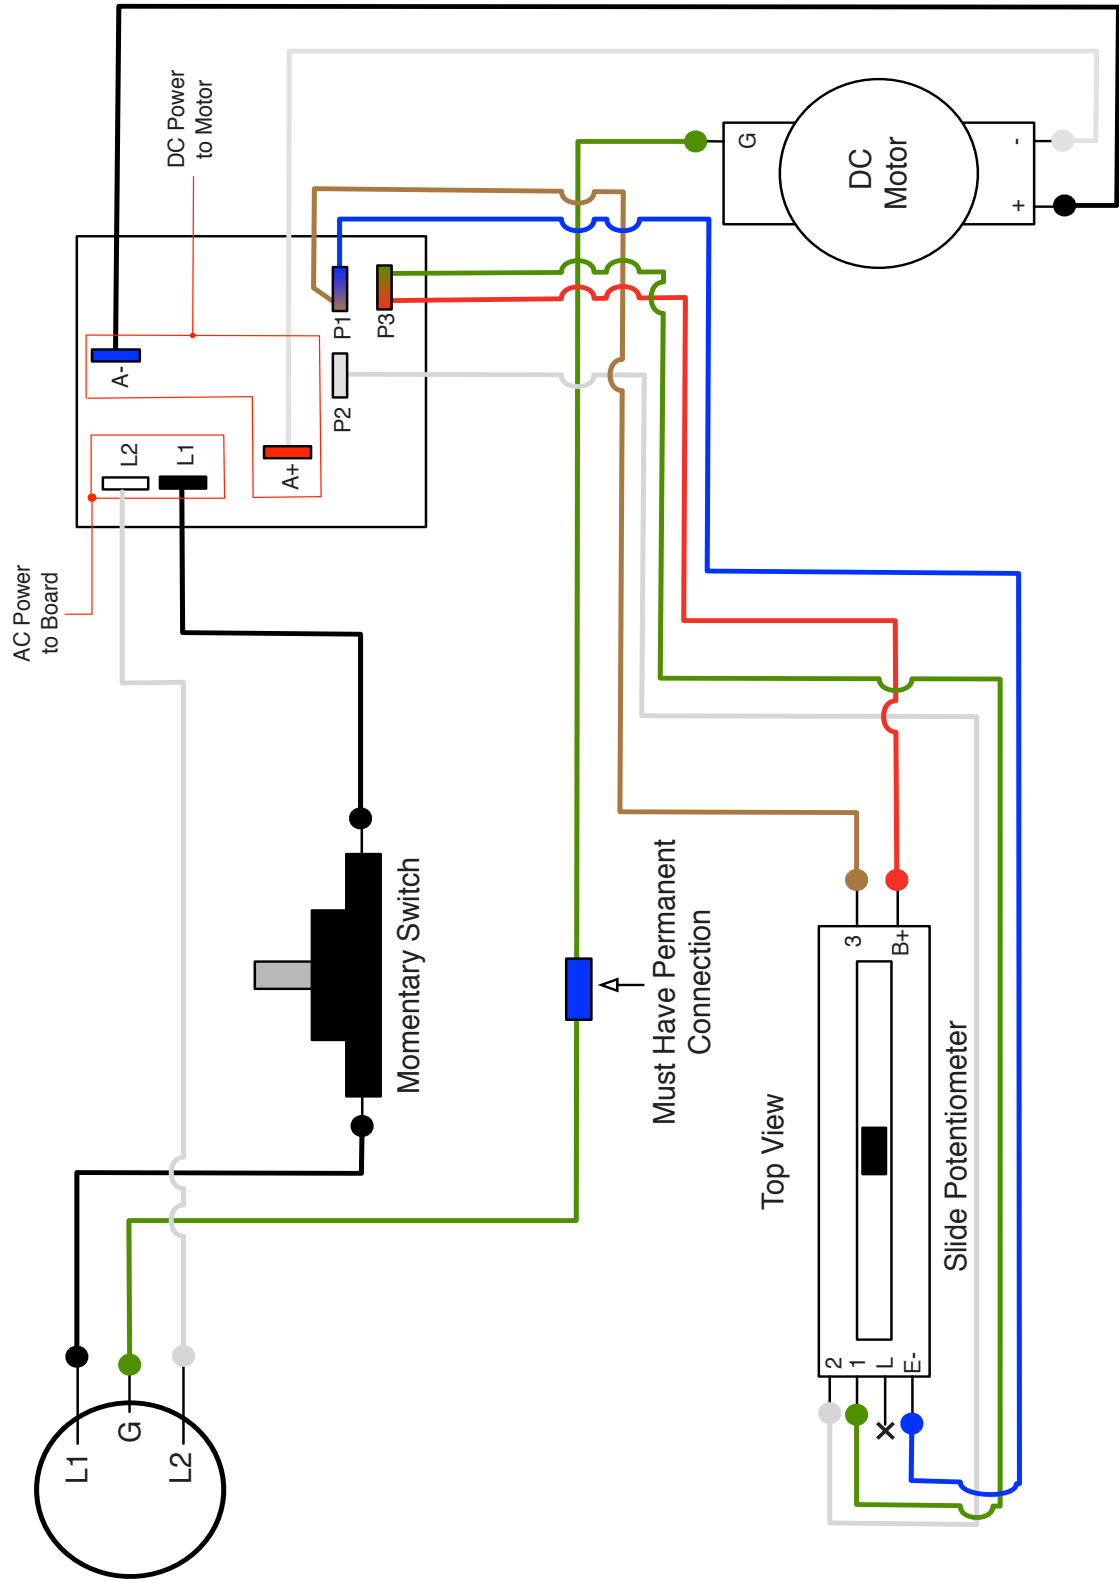 DC Power
to Motor
AC Power
to Board
A-
L2
L1
A+
P1
P2
P3
G
DC
Motor
-
+
Momentary Switch
Must Have Permanent
Connection
L1
G
L2
Top View
2
1
L
E-
3
B+
Slide Potentiometer